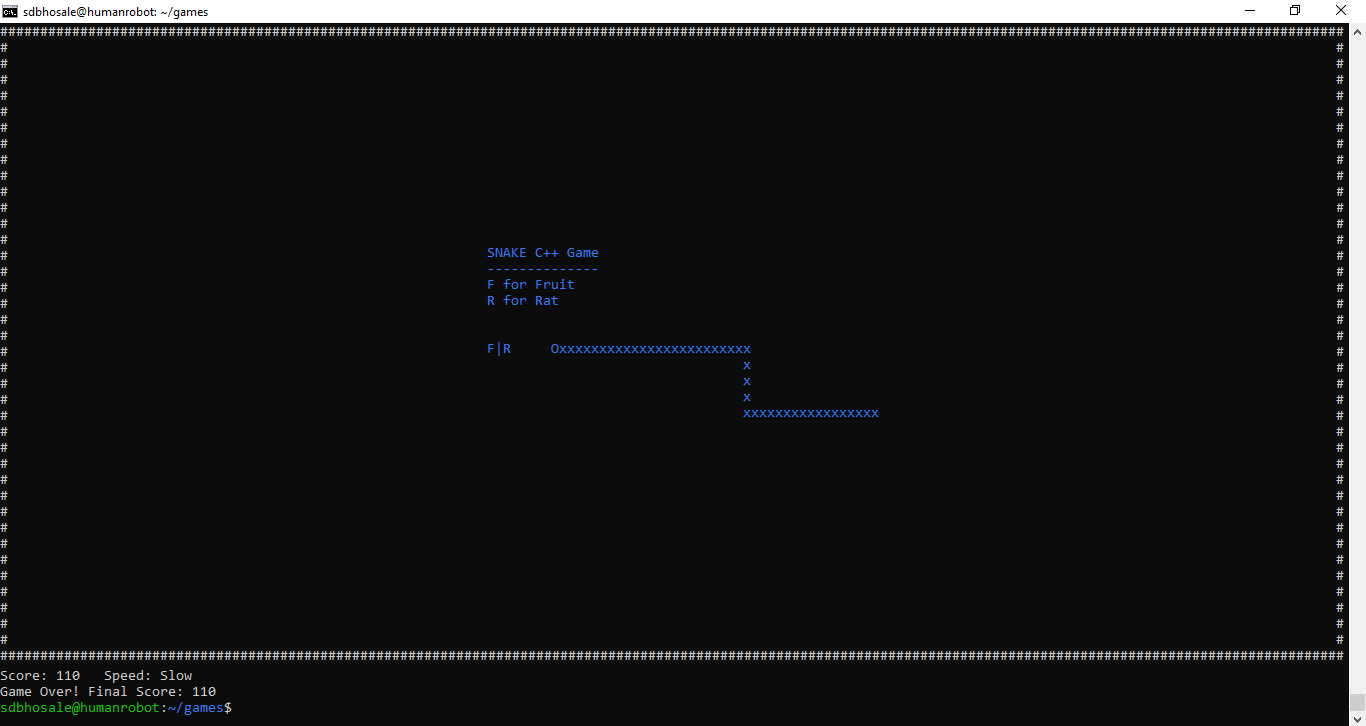 sdbhosale@humanrobot: ~/games
SNAKE C++ Game
--------------
F for Fruit
R for Rat
F|R     Oxxxxxxxxxxxxxxxxxxxxxxxx
x
x
x
xxxxxxxxxxxxxxxxx
Score: 110   Speed: Slow
Game Over! Final Score: 110
sdbhosale@humanrobot:~/games$